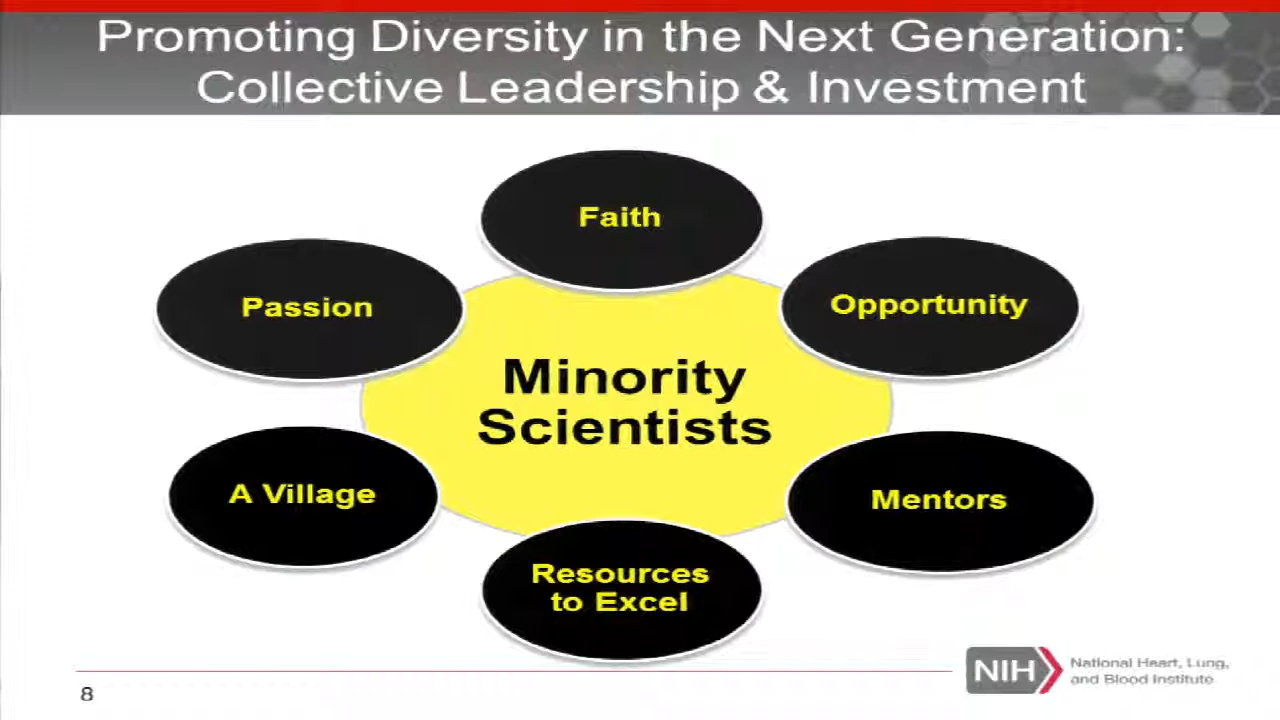 Promoting Diversity in the Next Generation:
Collective Leadership & Investment
Faith
Passion
Opportunity
Minority
Scientists
A Village
Mentors
Resources
to Excel
8
NIH
National Heart, Lung,
and Blood Institute